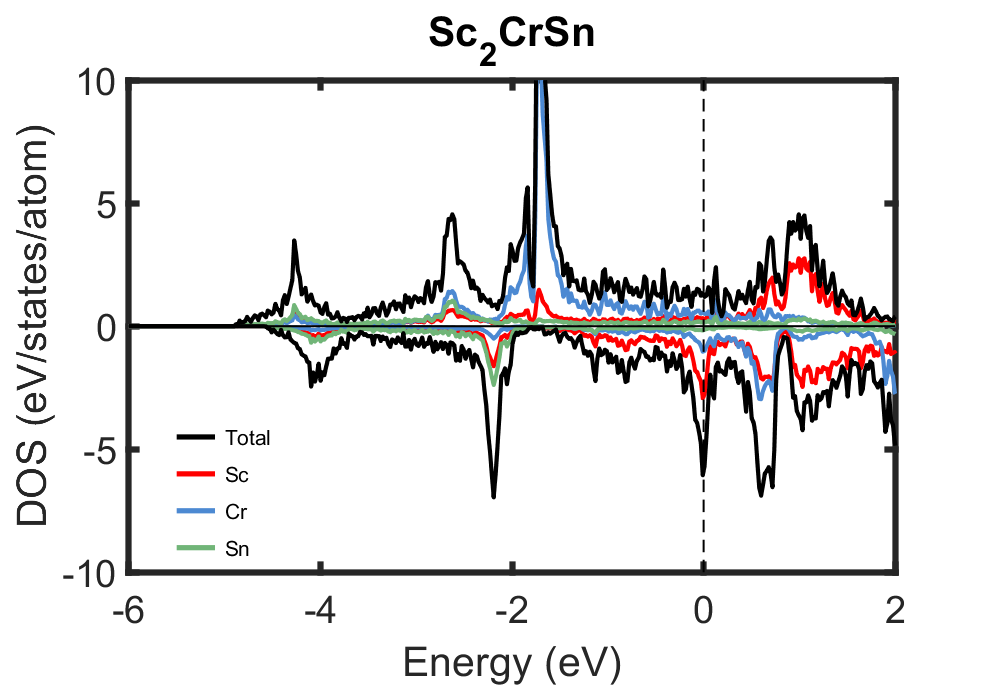 Sc₂CrSn
10
5
0
-5
-10
DOS (eV/states/atom)
Total
Sc
Cr
Sn
-6 -4 -2 0 2
Energy (eV)